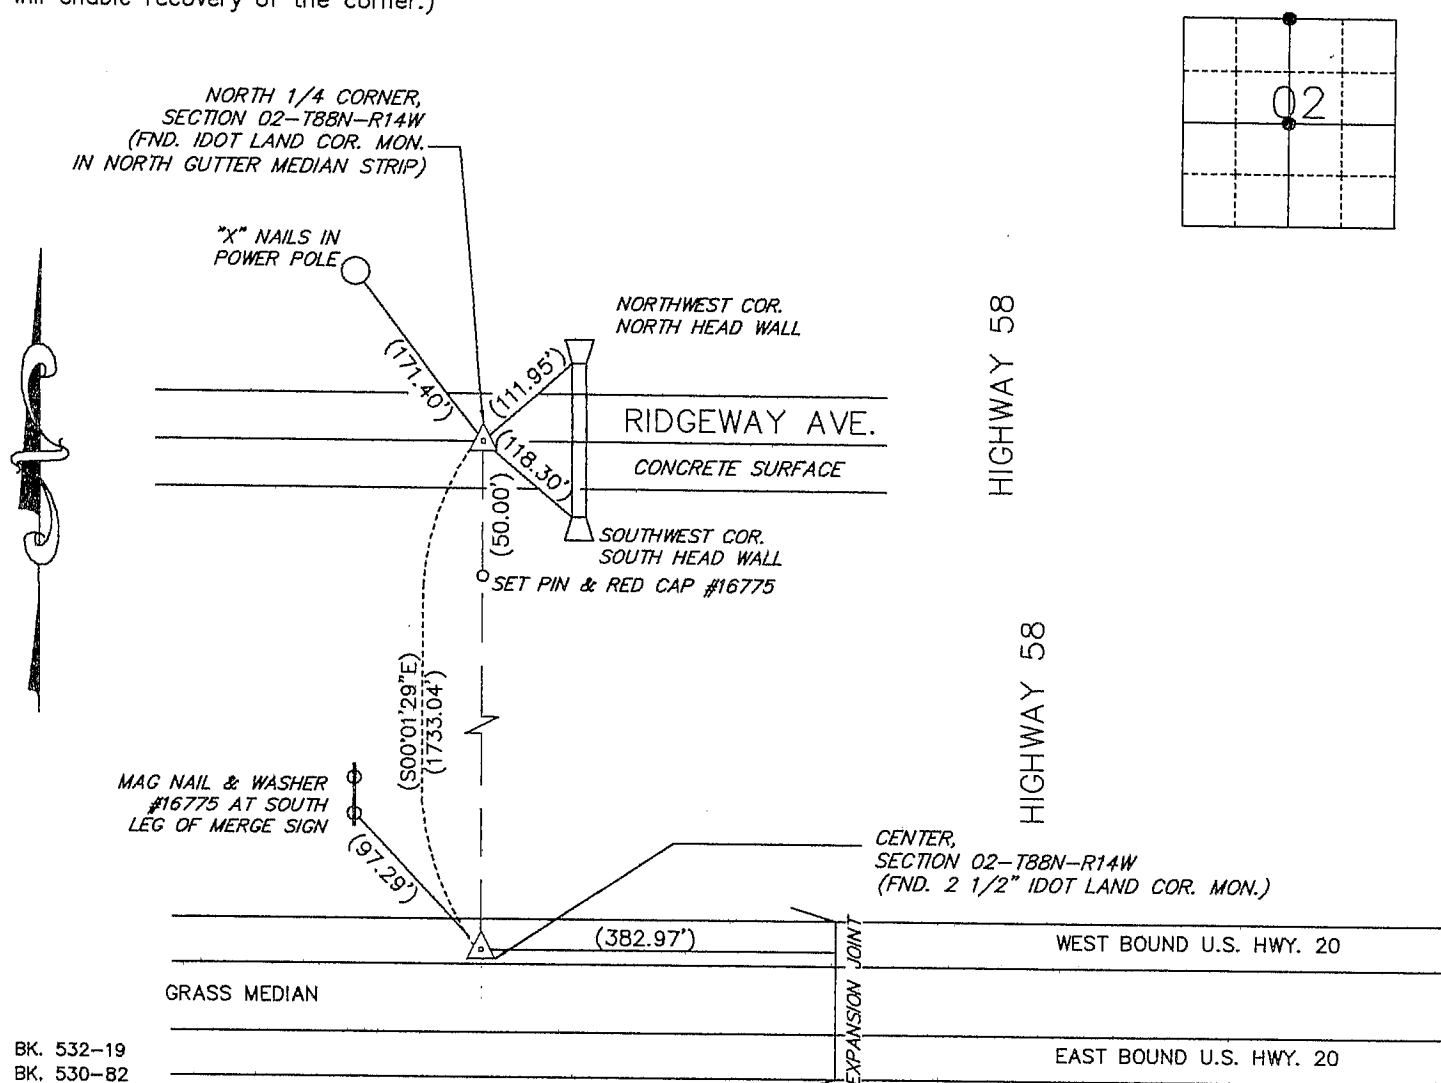 will enable recovery of the corner.)
02
NORTH 1/4 CORNER,
SECTION 02-T88N-R14W
(FND. IDOT LAND COR. MON.
IN NORTH GUTTER MEDIAN STRIP)
"X" NAILS IN
POWER POLE
NORTHWEST COR.
NORTH HEAD WALL
HIGHWAY 58
(171.40')
(111.95')
RIDGEWAY AVE.
(118.30')
CONCRETE SURFACE
(50.00')
SOUTHWEST COR.
SOUTH HEAD WALL
SET PIN & RED CAP #16775
HIGHWAY 58
(S00°01'29"E)
(1733.04')
MAG NAIL & WASHER
#16775 AT SOUTH
LEG OF MERGE SIGN
(97.29')
CENTER,
SECTION 02-T88N-R14W
(FND. 2 1/2" IDOT LAND COR. MON.)
(382.97')
WEST BOUND U.S. HWY. 20
EXPANSION JOINT
GRASS MEDIAN
EAST BOUND U.S. HWY. 20
BK. 532-19
BK. 530-82